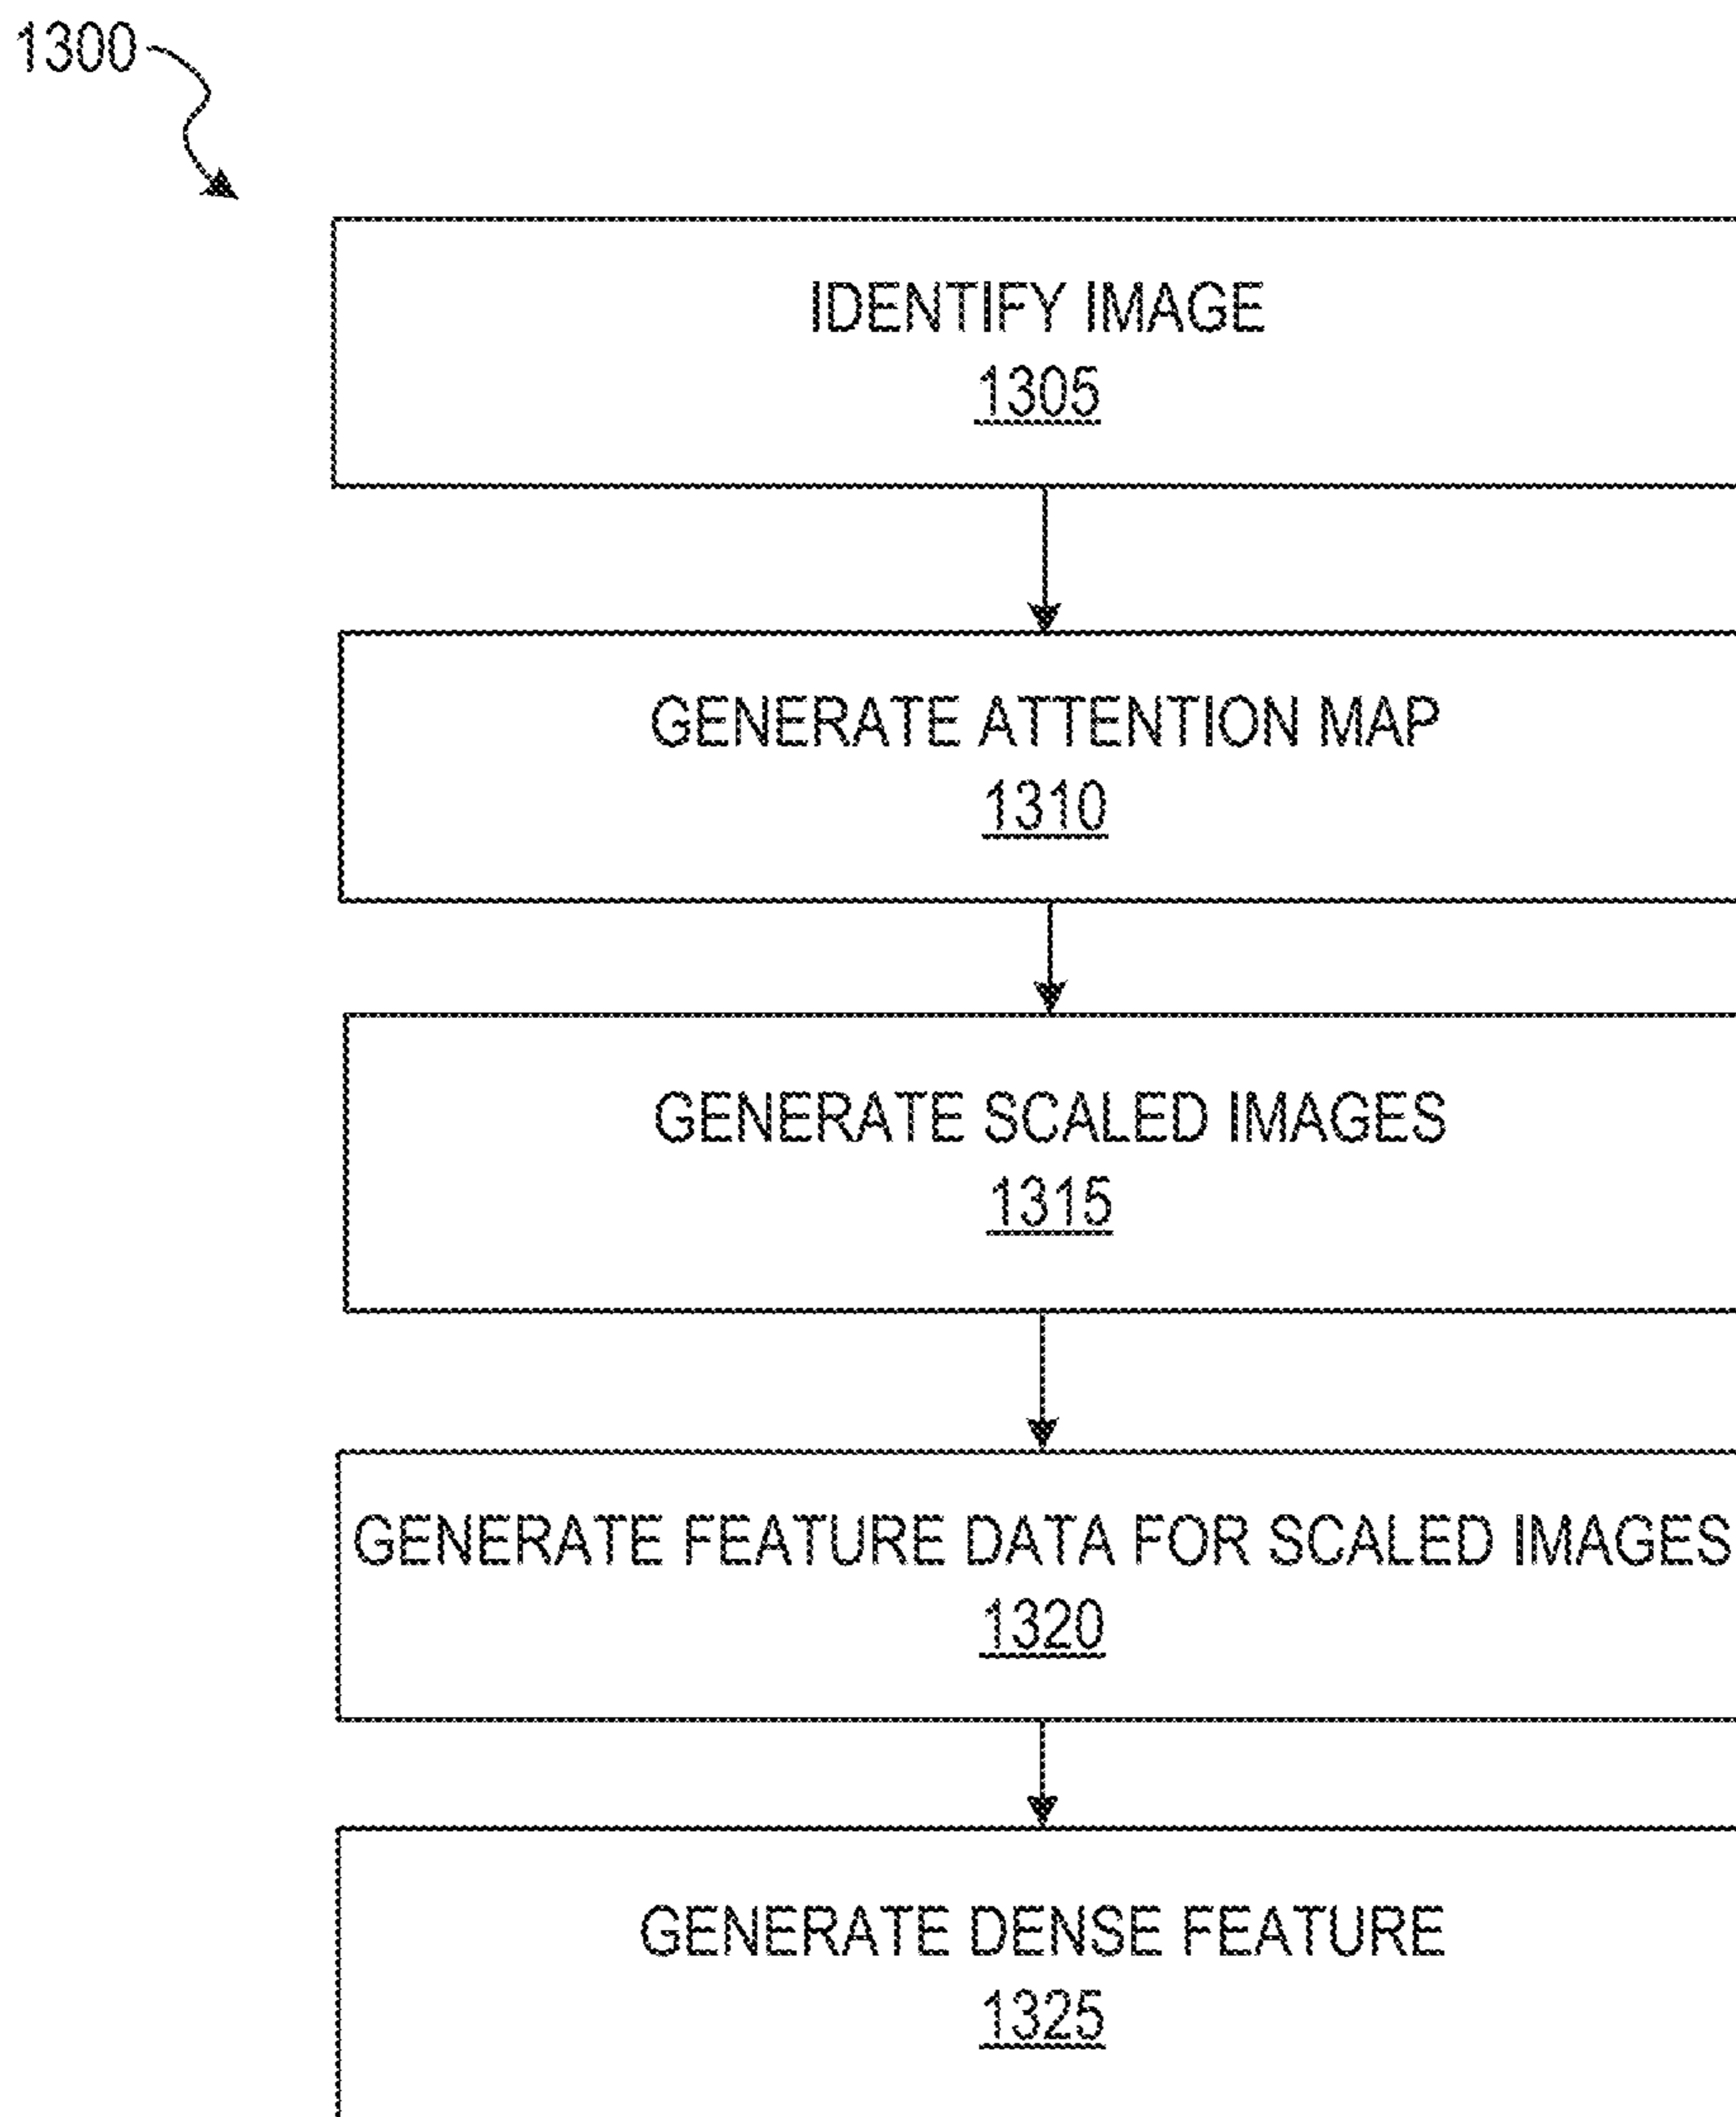 1300
IDENTIFY IMAGE
1305
GENERATE ATTENTION MAP
1310
GENERATE SCALED IMAGES
1315
GENERATE FEATURE DATA FOR SCALED IMAGES
1320
GENERATE DENSE FEATURE
1325